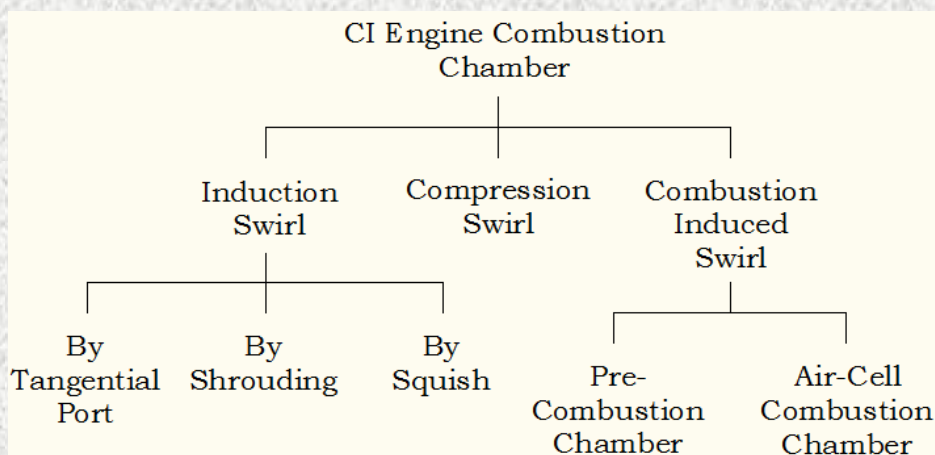 CI Engine Combustion
Chamber
Induction
Swirl
Compression
Swirl
Combustion
Induced
Swirl
By
Tangential
Port
By
Shrouding
By
Squish
Pre-
Combustion
Chamber
Air-Cell
Combustion
Chamber